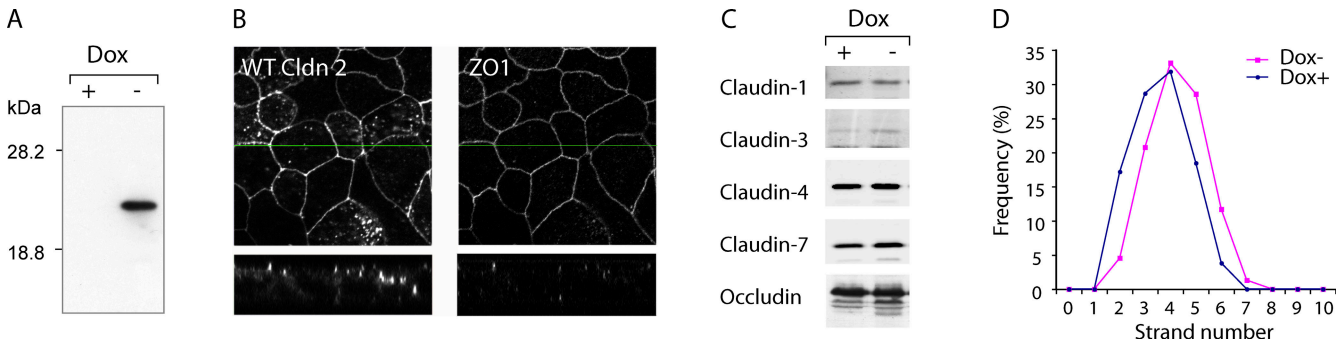 A
Dox
+ -
kDa
28.2
18.8
B
WT Cldn 2
ZO1
C
Dox
+ -
Claudin-1
Claudin-3
Claudin-4
Claudin-7
Occludin
D
35
30
25
20
15
10
5
0
Frequency (%)
0 1 2 3 4 5 6 7 8 9 10
Strand number
Dox-
Dox+